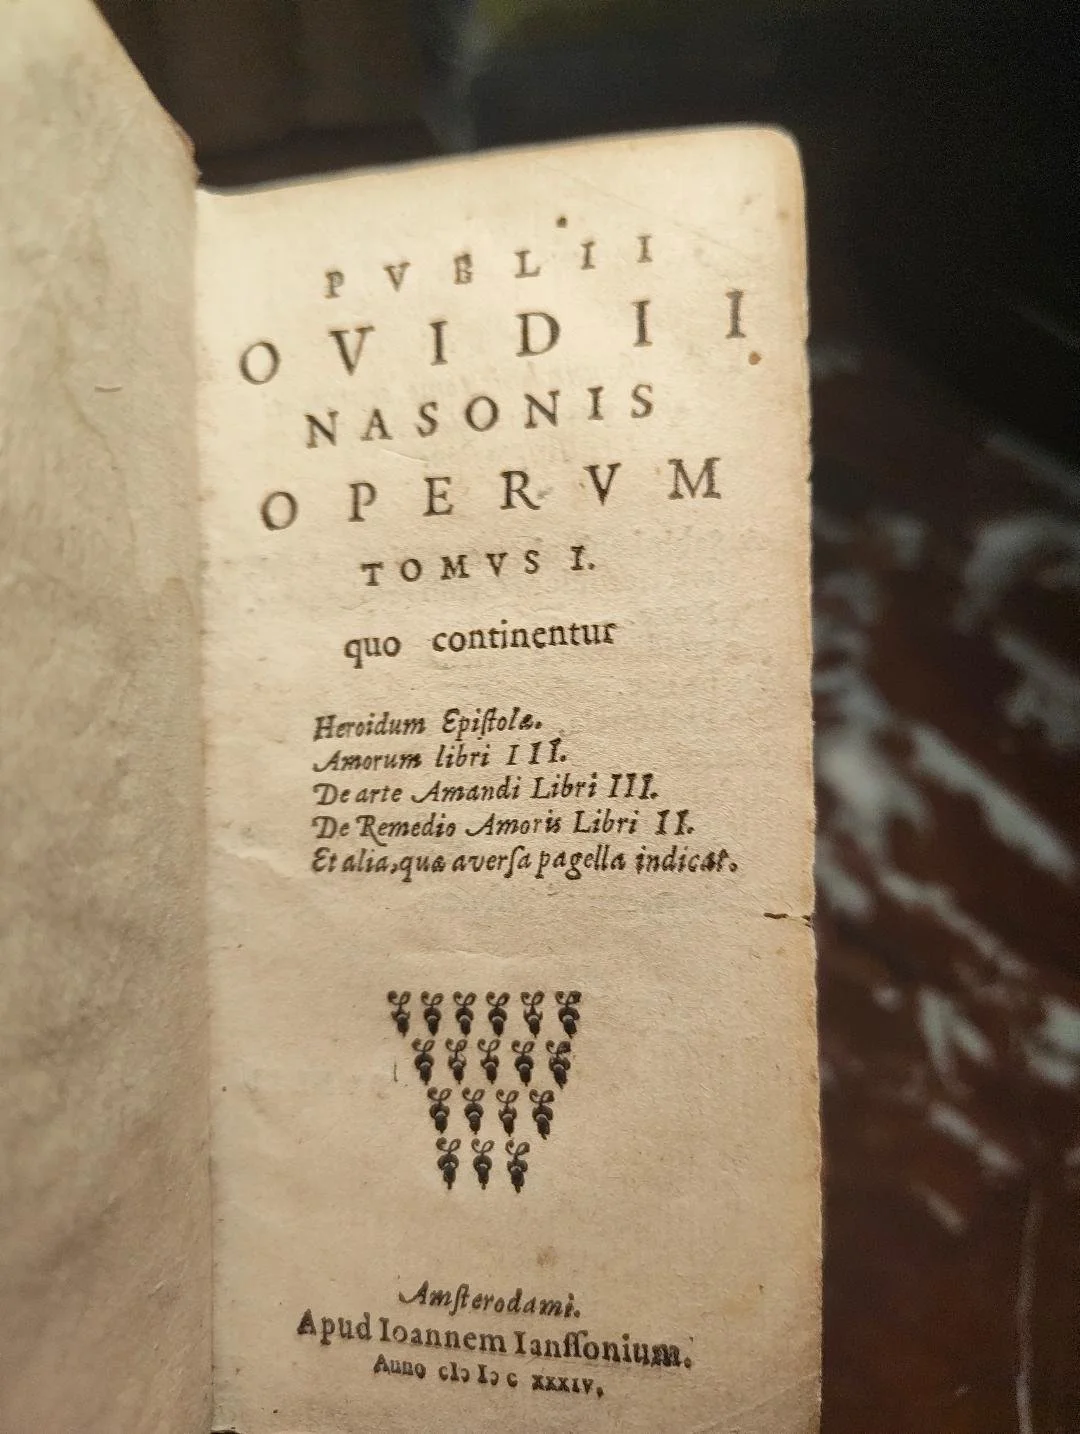 PVBLII
OVIDII
NASONIS
OPERVM
TOMVS I.
quo continentur
Heroidum Epiſtolæ.
Amorum libri III.
De arte Amandi Libri III.
De Remedio Amoris Libri II.
Et alia, quæ averſa pagella indicat.
Amſterodami.
Apud Ioannem Ianſſonium.
Anno cIɔ Iɔ c xxxiv.